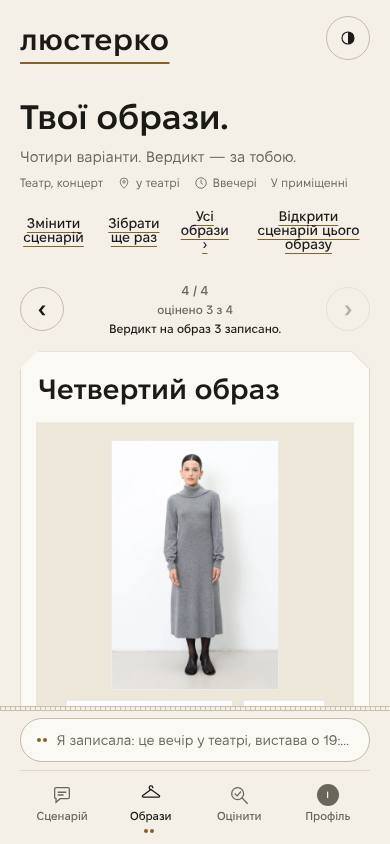 люстерко
Твої образи.
Чотири варіанти. Вердикт — за тобою.
Театр, концерт у театрі Ввечері У приміщенні
Змінити сценарій
Зібрати ще раз
Усі образи ›
Відкрити сценарій цього образу
‹
4 / 4
оцінено 3 з 4
Вердикт на образ 3 записано.
›
Четвертий образ
Я записала: це вечір у театрі, вистава о 19:...
Сценарій Образи Оцінити І Профіль